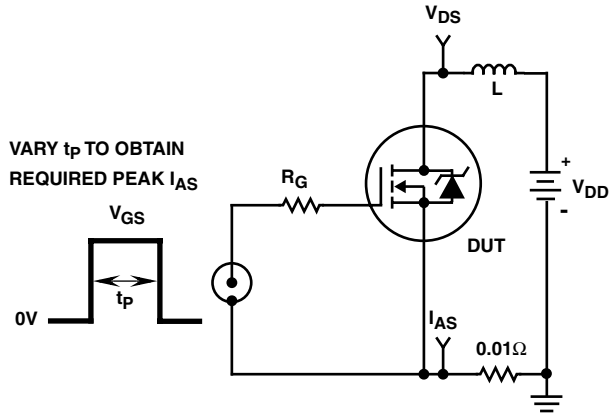 V_DS
L
VARY t_P TO OBTAIN
REQUIRED PEAK I_AS
R_G
+
V_DD
-
V_GS
DUT
t_P
0V
I_AS
0.01Ω